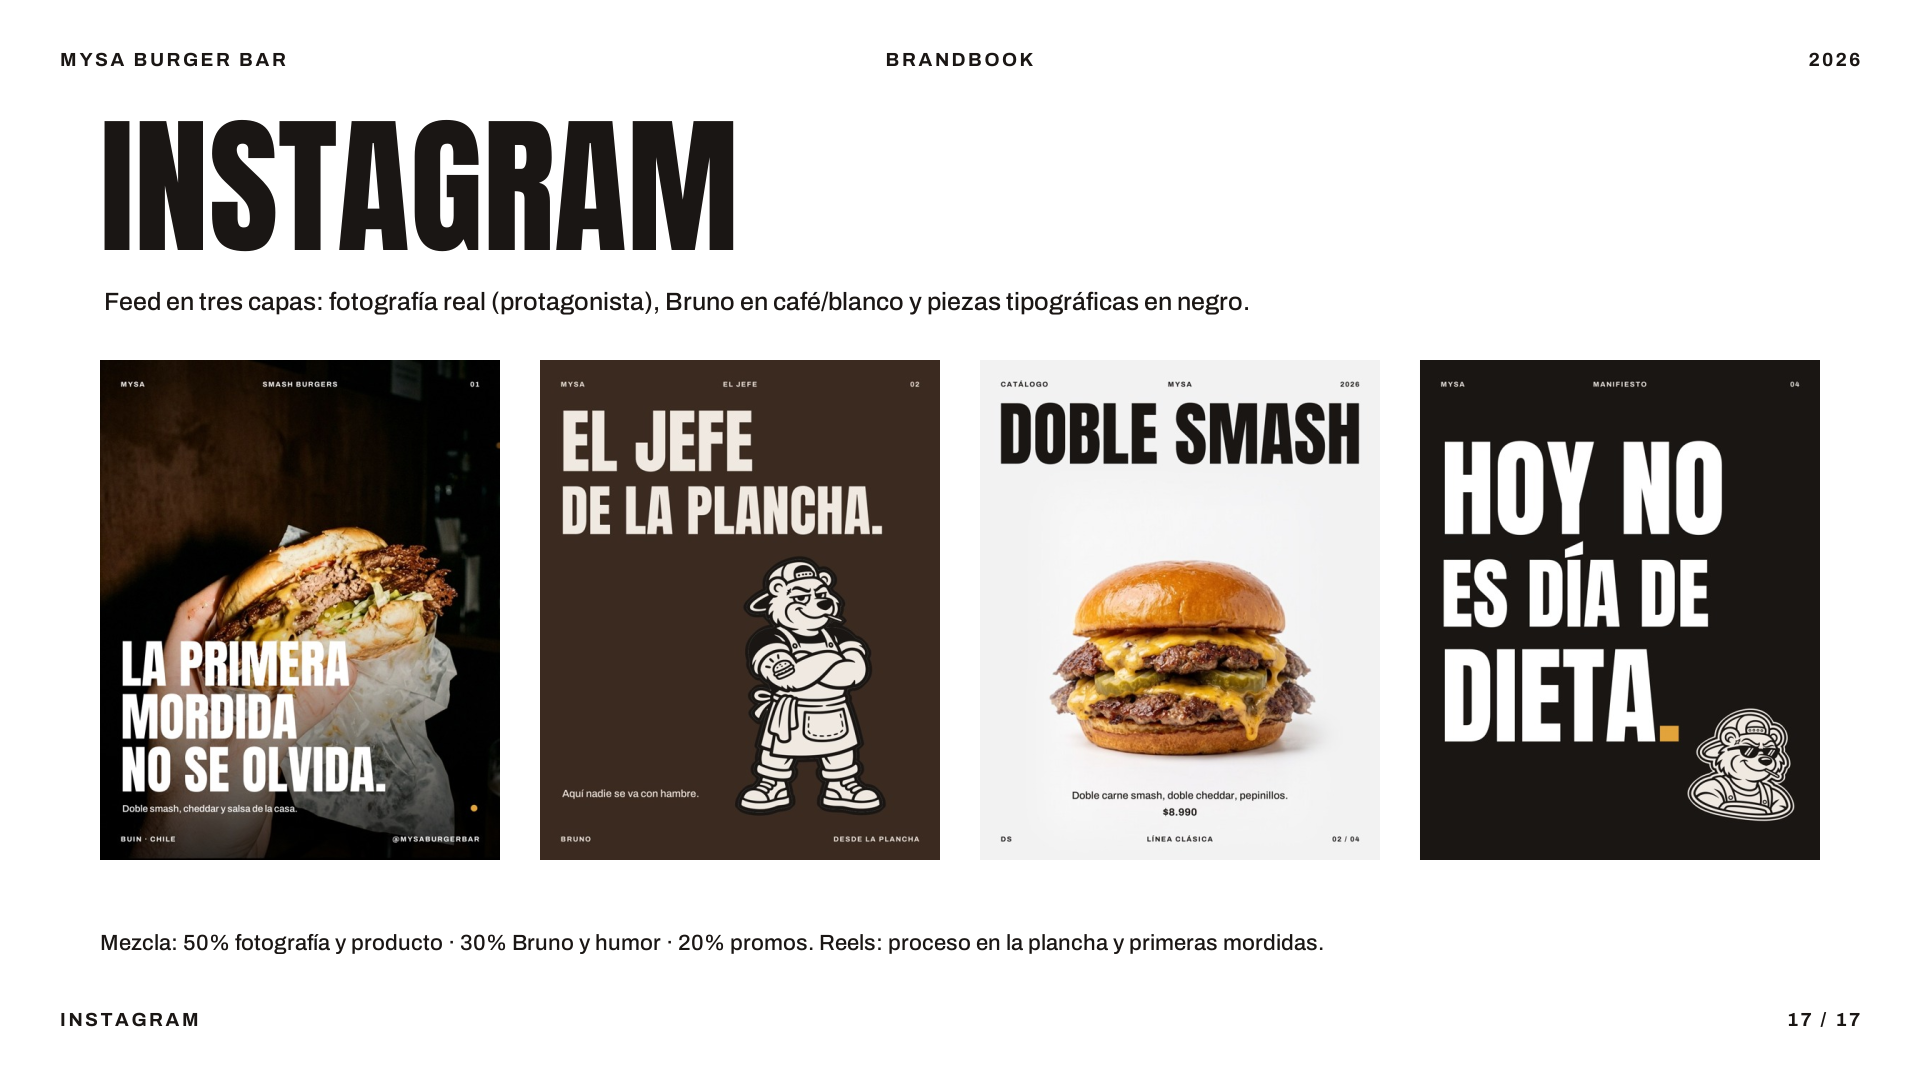 MYSA BURGER BAR
BRANDBOOK
2026
INSTAGRAM
Feed en tres capas: fotografía real (protagonista), Bruno en café/blanco y piezas tipográficas en negro.
MYSA
SMASH BURGERS
01
LA PRIMERA
MORDIDA
NO SE OLVIDA.
Doble smash, cheddar y salsa de la casa.
BUIN · CHILE
@MYSABURGERBAR
MYSA
EL JEFE
02
EL JEFE
DE LA PLANCHA.
Aquí nadie se va con hambre.
BRUNO
DESDE LA PLANCHA
CATÁLOGO
MYSA
2026
DOBLE SMASH
Doble carne smash, doble cheddar, pepinillos.
$8.990
DS
LÍNEA CLÁSICA
02 / 04
MYSA
MANIFIESTO
04
HOY NO
ES DÍA DE
DIETA.
Mezcla: 50% fotografía y producto · 30% Bruno y humor · 20% promos. Reels: proceso en la plancha y primeras mordidas.
INSTAGRAM
17 / 17